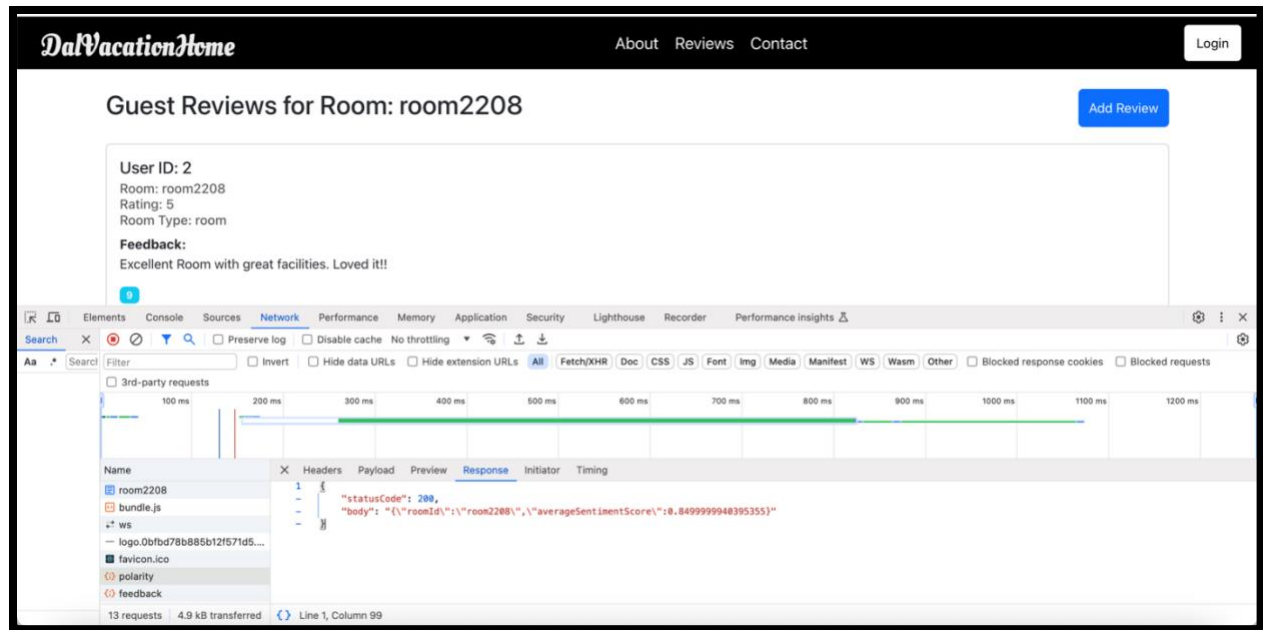 DalVacationHome
About Reviews Contact
Login
Guest Reviews for Room: room2208
Add Review
User ID: 2
Room: room2208
Rating: 5
Room Type: room
Feedback:
Excellent Room with great facilities. Loved it!!
9
Elements Console Sources Network Performance Memory Application Security Lighthouse Recorder Performance insights
Search Preserve log Disable cache No throttling
Aa .* Searcl Filter Invert Hide data URLs Hide extension URLs All Fetch/XHR Doc CSS JS Font Img Media Manifest WS Wasm Other Blocked response cookies Blocked requests
3rd-party requests
100 ms 200 ms 300 ms 400 ms 500 ms 600 ms 700 ms 800 ms 900 ms 1000 ms 1100 ms 1200 ms
Name Headers Payload Preview Response Initiator Timing
room2208
bundle.js
ws
logo.0bfbd78b885b12f571d5....
favicon.ico
polarity
feedback
1 {
- "statusCode": 200,
- "body": "{\"roomId\":\"room2208\",\"averageSentimentScore\":0.8499999940395355}"
- }
13 requests 4.9 kB transferred {} Line 1, Column 99